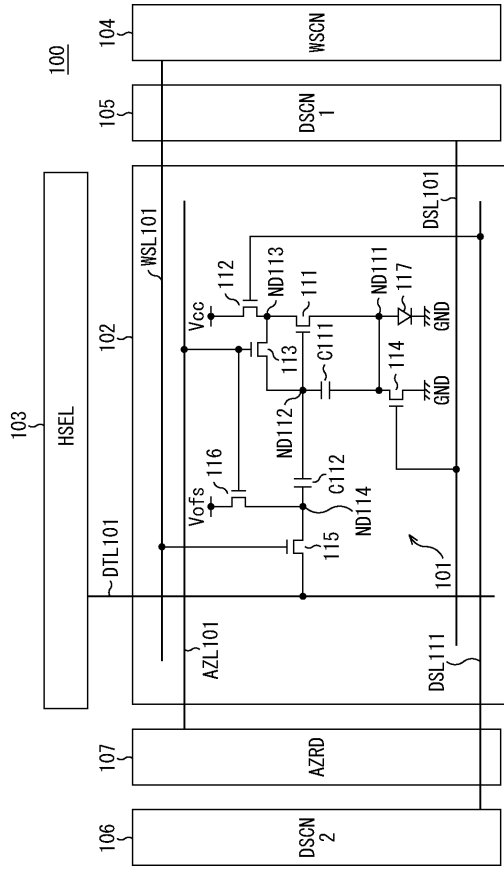 100
103
HSEL
104
WSCN
105
DSCN
1
102
107
AZRD
106
DSCN
2
DTL101
WSL101
AZL101
DSL101
DSL111
Vcc
112
ND113
113
111
C111
ND112
ND111
117
GND
114
GND
Vofs
116
C112
ND114
115
101